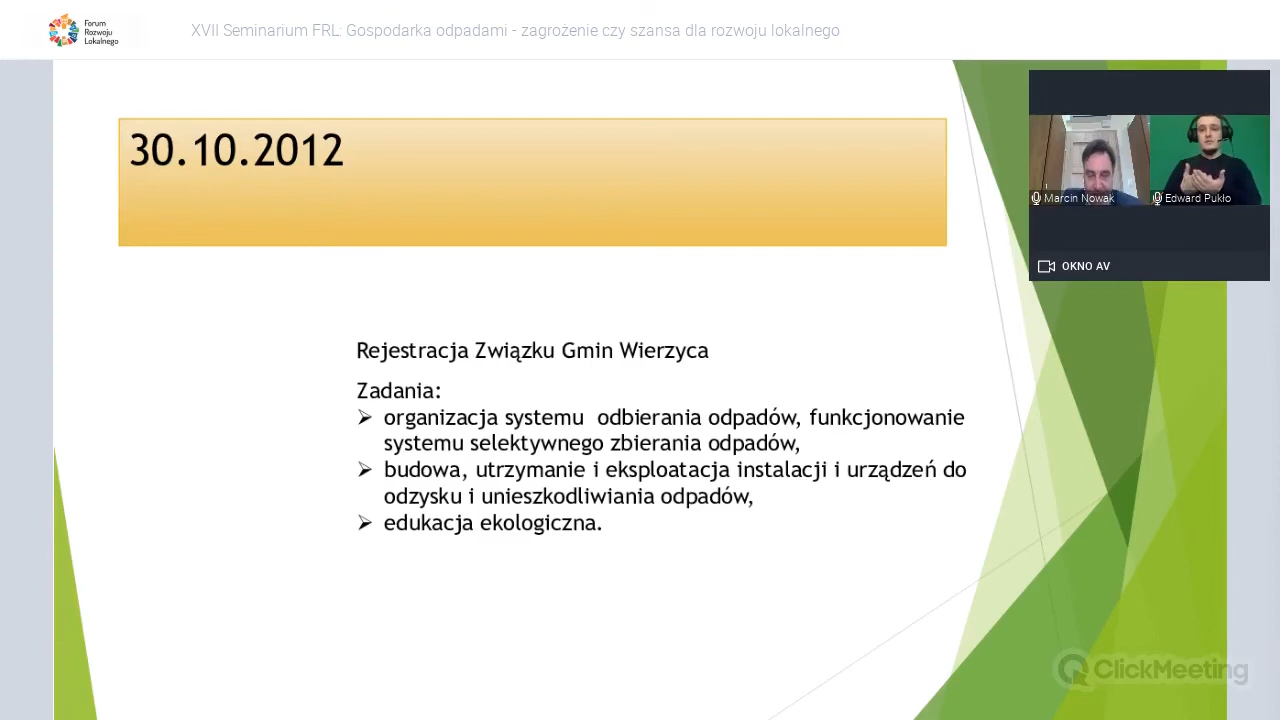 Forum
Rozwoju
Lokalnego
XVII Seminarium FRL: Gospodarka odpadami - zagrożenie czy szansa dla rozwoju lokalnego
30.10.2012
Marcin Nowak
Edward Pukło
OKNO AV
Rejestracja Związku Gmin Wierzyca
Zadania:
➢ organizacja systemu odbierania odpadów, funkcjonowanie
systemu selektywnego zbierania odpadów,
➢ budowa, utrzymanie i eksploatacja instalacji i urządzeń do
odzysku i unieszkodliwiania odpadów,
➢ edukacja ekologiczna.
ClickMeeting